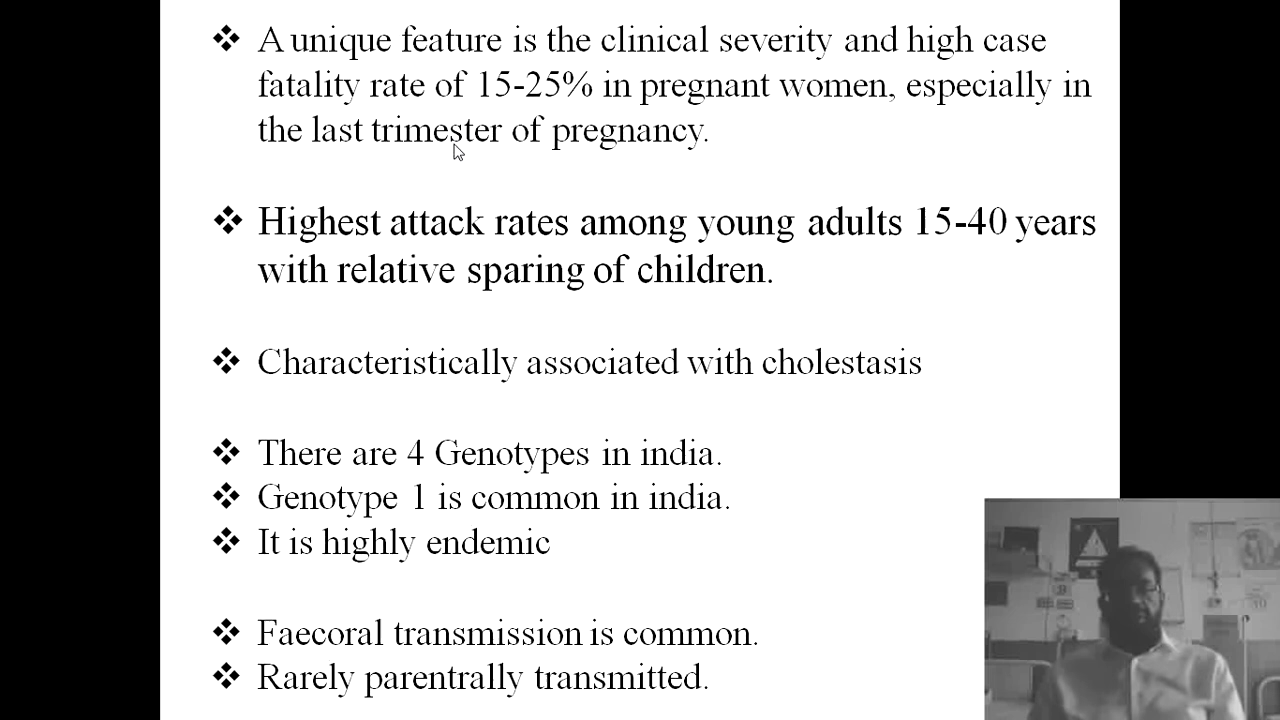 ❖ A unique feature is the clinical severity and high case
fatality rate of 15-25% in pregnant women, especially in
the last trimester of pregnancy.
❖ Highest attack rates among young adults 15-40 years
with relative sparing of children.
❖ Characteristically associated with cholestasis
❖ There are 4 Genotypes in india.
❖ Genotype 1 is common in india.
❖ It is highly endemic
❖ Faecoral transmission is common.
❖ Rarely parentrally transmitted.